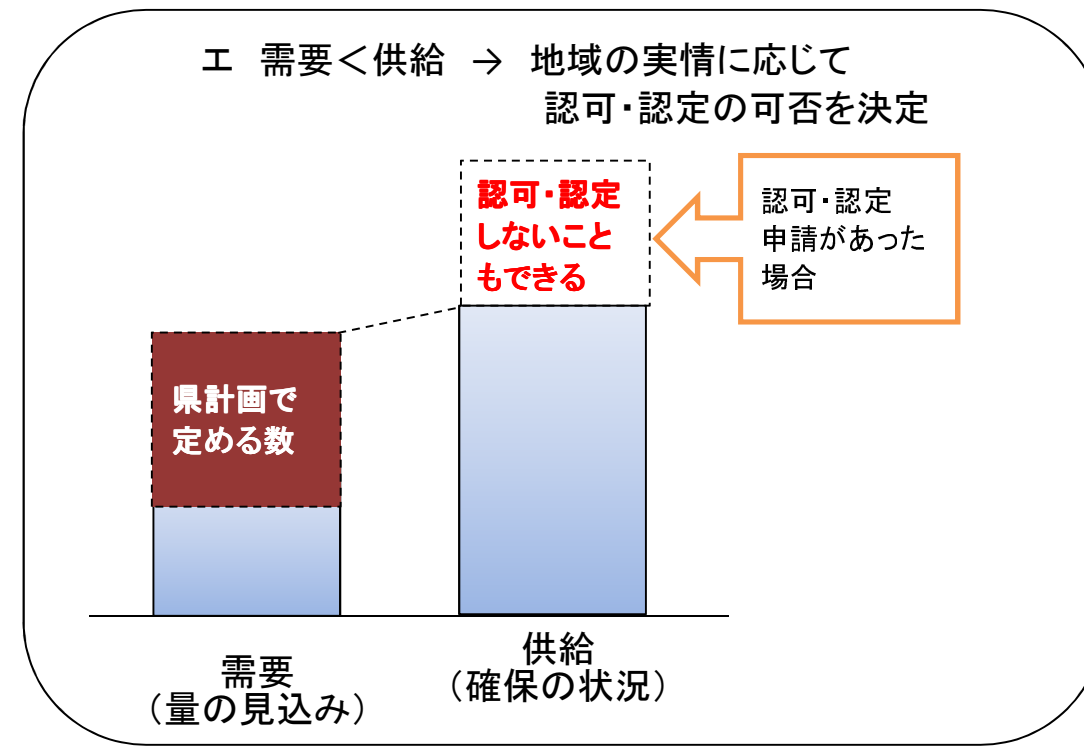 エ 需要＜供給 → 地域の実情に応じて
認可・認定の可否を決定
認可・認定
しないこと
もできる
認可・認定
申請があった
場合
県計画で
定める数
需要
（量の見込み）
供給
（確保の状況）